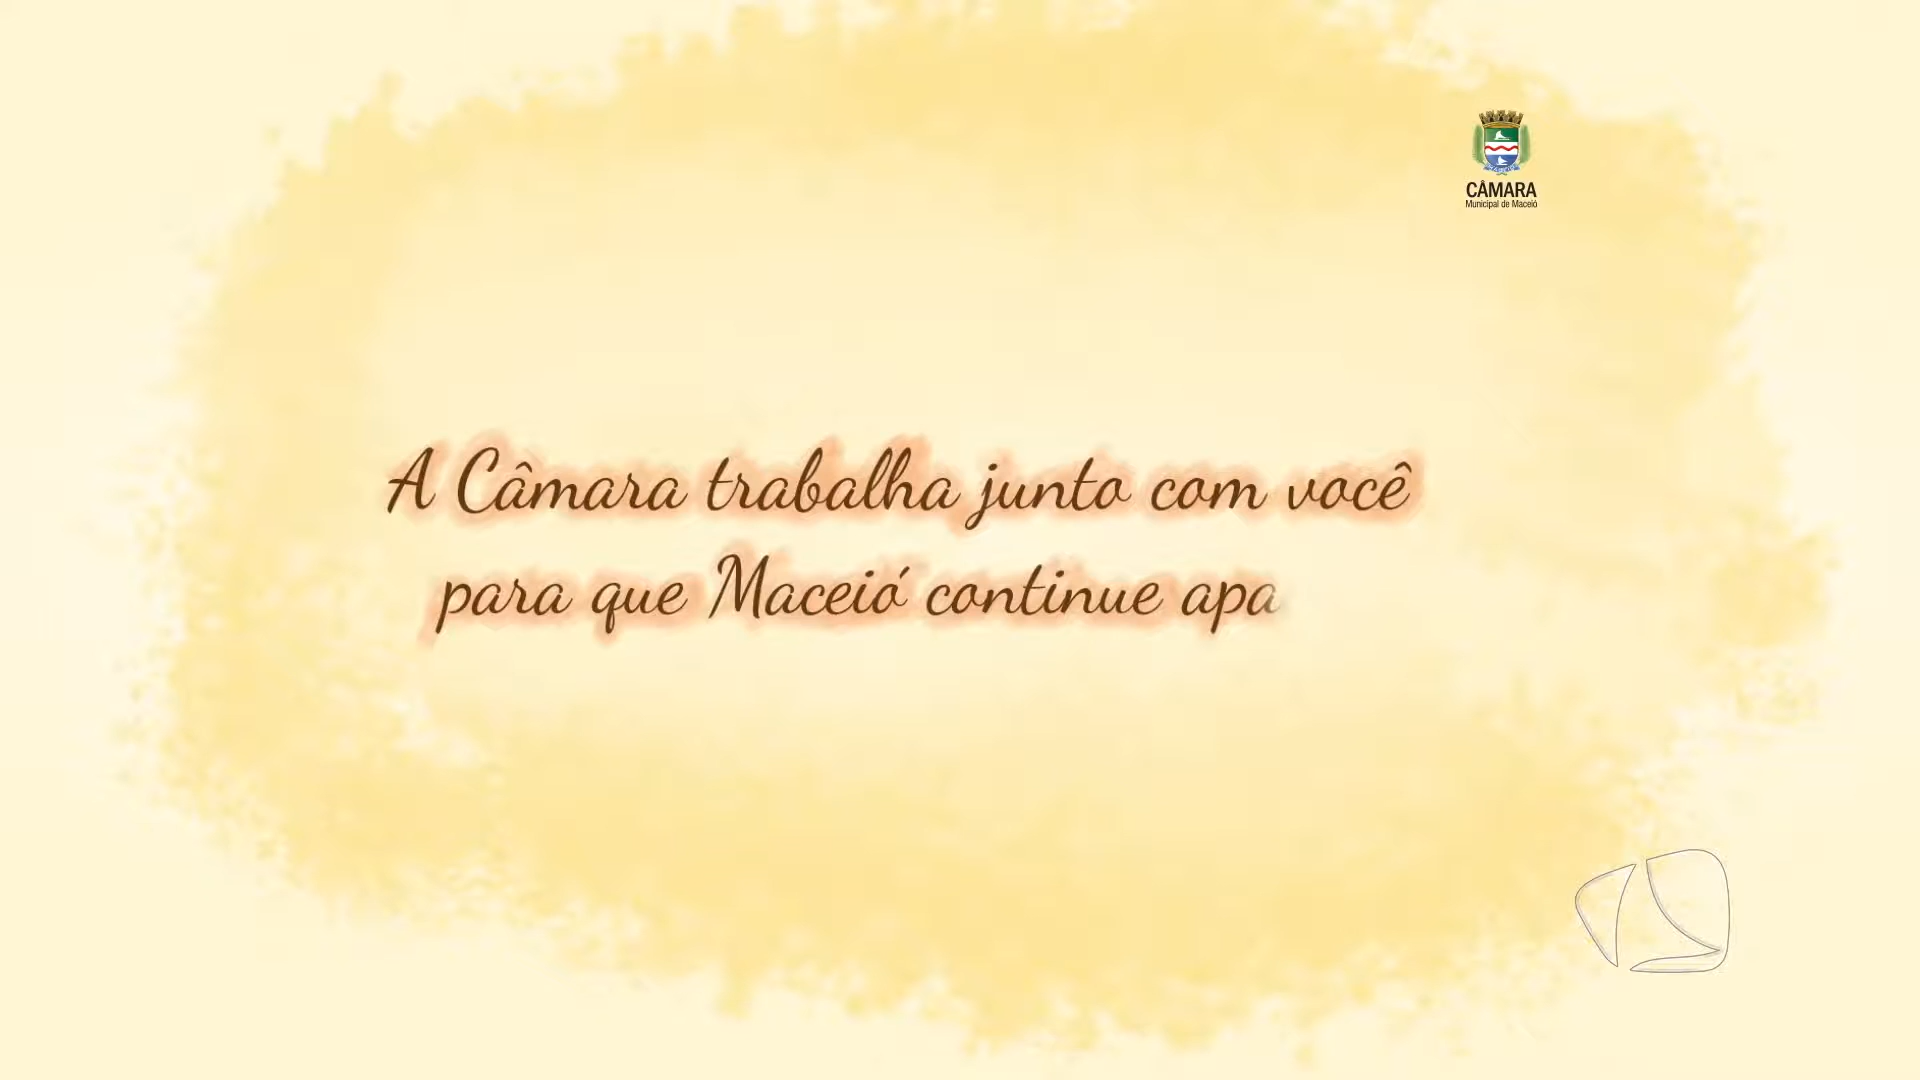 CÂMARA
Municipal de Maceió
A Câmara trabalha junto com você
para que Maceió continue apa